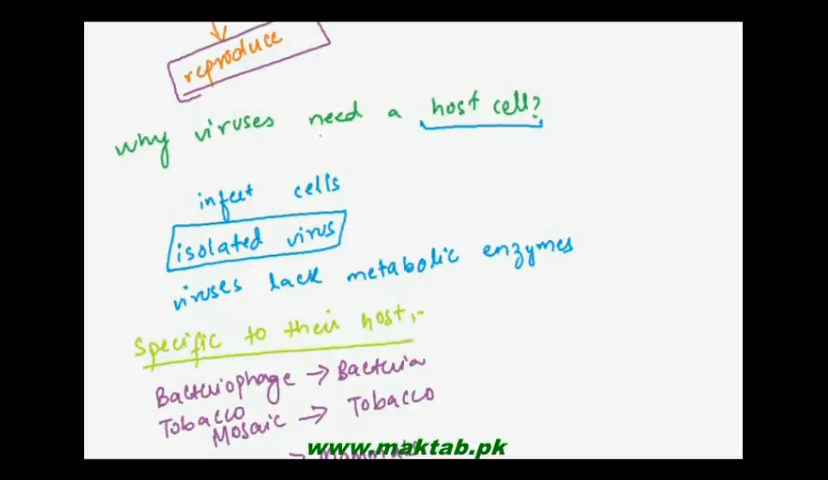 reproduce
why viruses need a host cell?
infect cells
isolated virus
viruses lack metabolic enzymes
Specific to their host,-
Bacteriophage → Bacteria
Tobacco Mosaic → Tobacco
www.maktab.pk